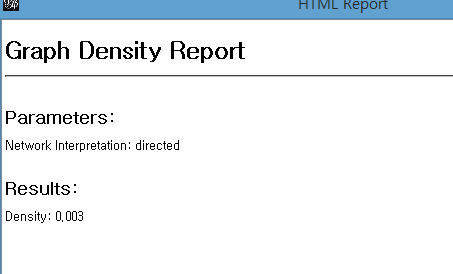 HTML Report
Graph Density Report
Parameters:
Network Interpretation: directed
Results:
Density: 0,003